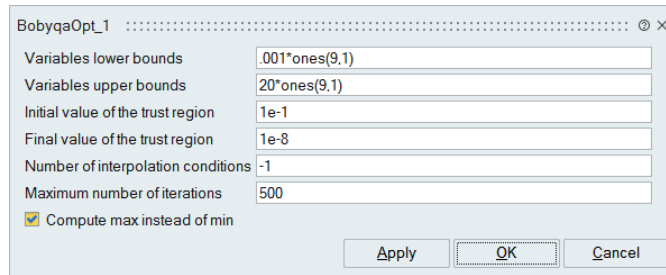 BobyqaOpt_1
Variables lower bounds .001*ones(9,1)
Variables upper bounds 20*ones(9,1)
Initial value of the trust region 1e-1
Final value of the trust region 1e-8
Number of interpolation conditions -1
Maximum number of iterations 500
Compute max instead of min
Apply OK Cancel